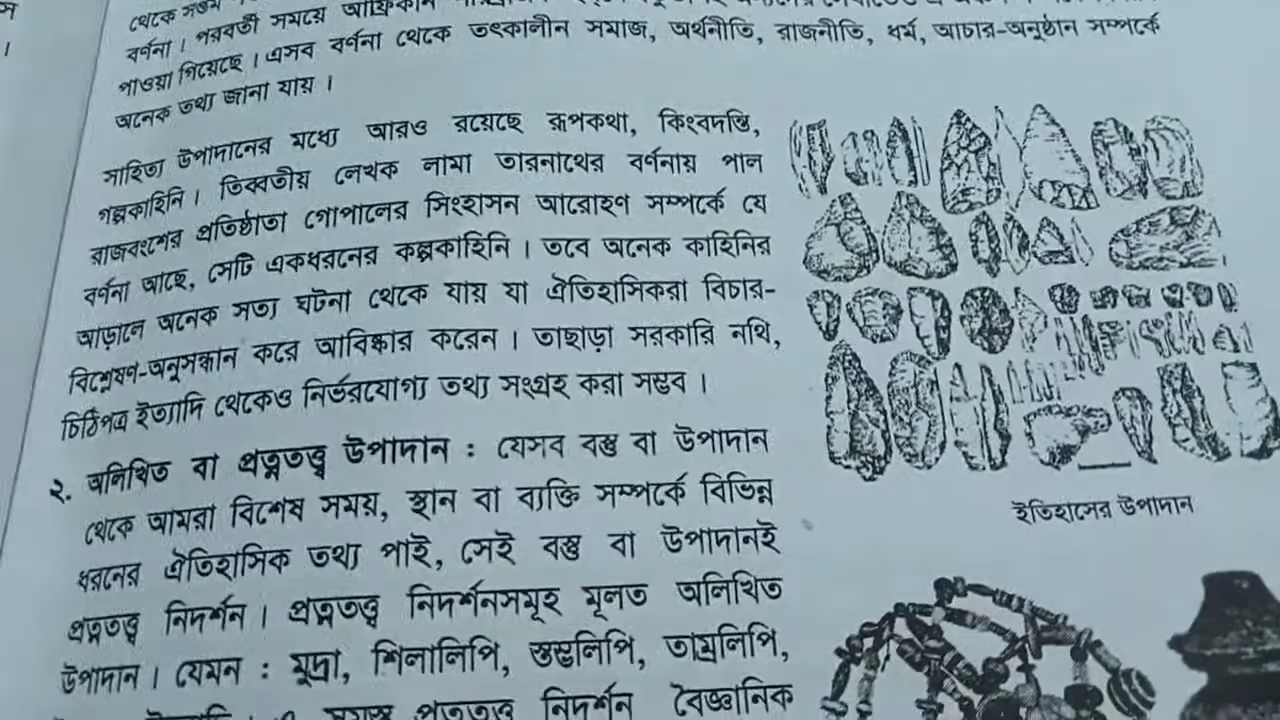 থেকে সপ্তম
বর্ণনা। পরবর্তী সময়ে আফ্রিকান
পাওয়া গিয়েছে। এসব বর্ণনা থেকে তৎকালীন সমাজ, অর্থনীতি, রাজনীতি, ধর্ম, আচার-অনুষ্ঠান সম্পর্কে
অনেক তথ্য জানা যায়।
সাহিত্য উপাদানের মধ্যে আরও রয়েছে রূপকথা, কিংবদন্তি,
গল্পকাহিনি। তিব্বতীয় লেখক লামা তারনাথের বর্ণনায় পাল
রাজবংশের প্রতিষ্ঠাতা গোপালের সিংহাসন আরোহণ সম্পর্কে যে
বর্ণনা আছে, সেটি একধরনের কল্পকাহিনি। তবে অনেক কাহিনির
আড়ালে অনেক সত্য ঘটনা থেকে যায় যা ঐতিহাসিকরা বিচার-
বিশ্লেষণ-অনুসন্ধান করে আবিষ্কার করেন। তাছাড়া সরকারি নথি,
চিঠিপত্র ইত্যাদি থেকেও নির্ভরযোগ্য তথ্য সংগ্রহ করা সম্ভব।
২. অলিখিত বা প্রত্নতত্ত্ব উপাদান : যেসব বস্তু বা উপাদান
থেকে আমরা বিশেষ সময়, স্থান বা ব্যক্তি সম্পর্কে বিভিন্ন
ধরনের ঐতিহাসিক তথ্য পাই, সেই বস্তু বা উপাদানই
প্রত্নতত্ত্ব নিদর্শন। প্রত্নতত্ত্ব নিদর্শনসমূহ মূলত অলিখিত
উপাদান। যেমন : মুদ্রা, শিলালিপি, স্তম্ভলিপি, তাম্রলিপি,
সমস্ত প্রত্নতত্ত্ব নিদর্শন বৈজ্ঞানিক
ইতিহাসের উপাদান